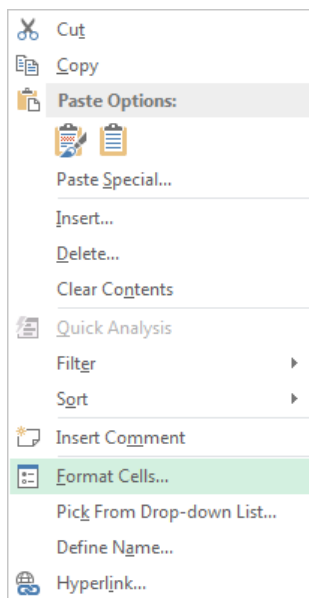 Cut
Copy
Paste Options:
Paste Special...
Insert...
Delete...
Clear Contents
Quick Analysis
Filter
Sort
Insert Comment
Format Cells...
Pick From Drop-down List...
Define Name...
Hyperlink...